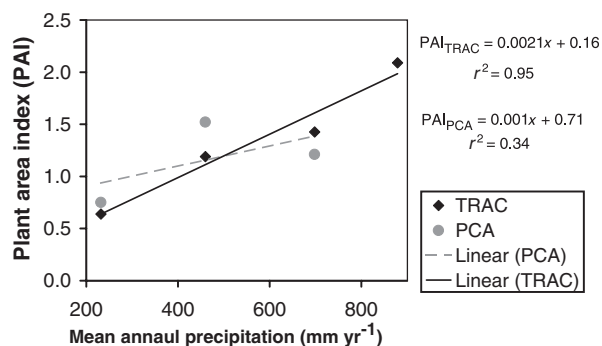 Plant area index (PAI)
2.5
2.0
1.5
1.0
0.5
0.0
200 400 600 800
Mean annaul precipitation (mm yr⁻¹)
PAI_TRAC = 0.0021x + 0.16
r² = 0.95
PAI_PCA = 0.001x + 0.71
r² = 0.34
TRAC
PCA
Linear (PCA)
Linear (TRAC)